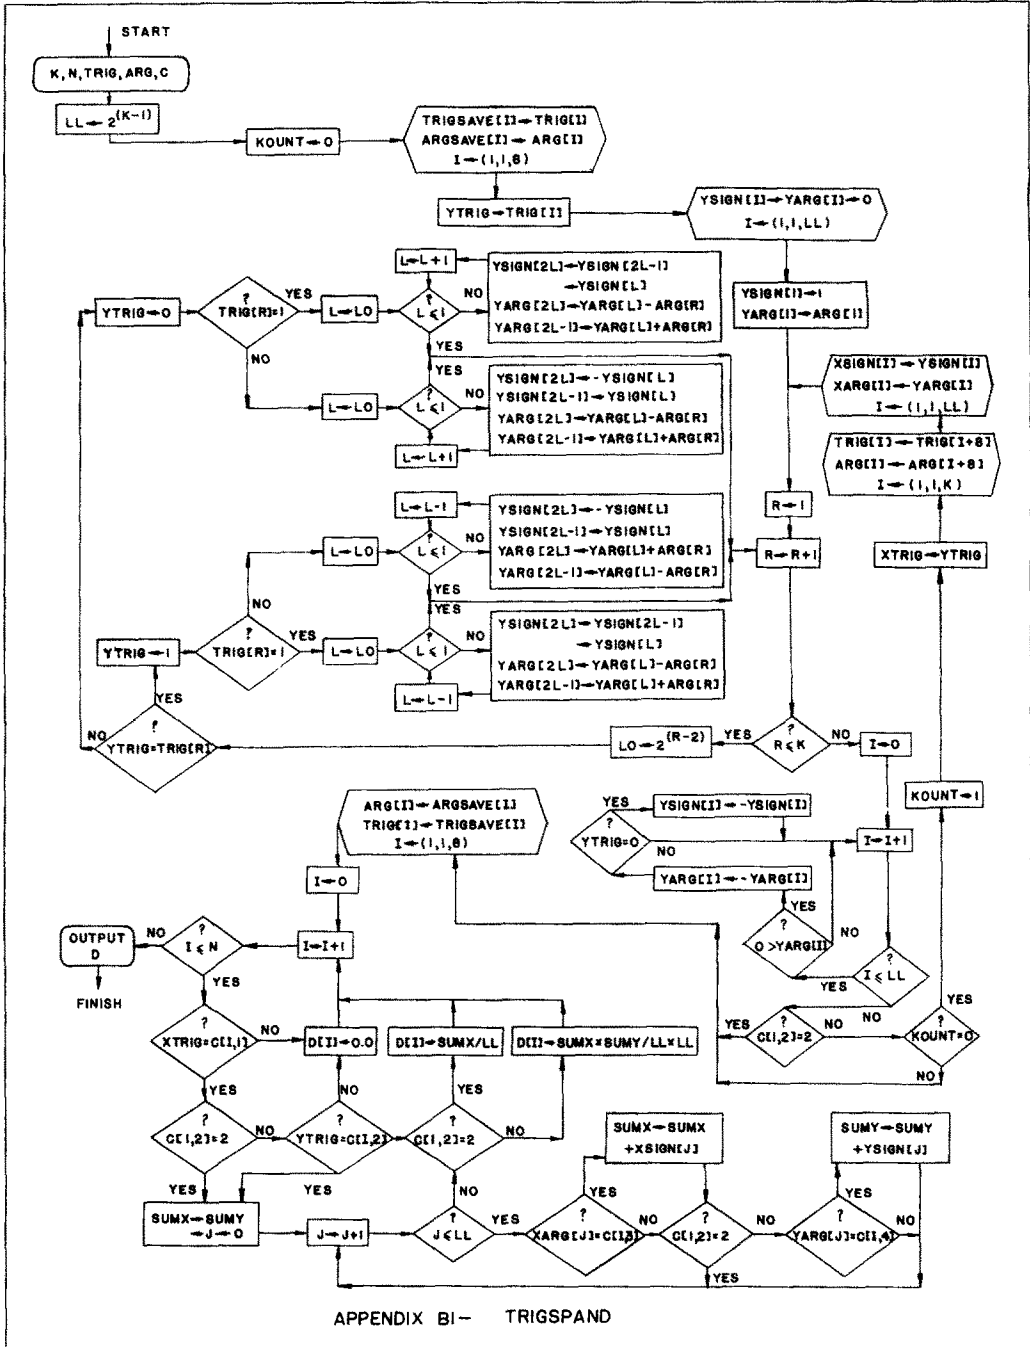 START
K, N, TRIG, ARG, C
LL ← 2^(K-1)
KOUNT ← 0
TRIGSAVE[I] ← TRIG[I]
ARGSAVE[I] ← ARG[I]
I ← (1,1,8)
YTRIG ← TRIG[I]
YSIGN[I] ← YARG[I] ← 0
I ← (1,1,LL)
YSIGN[1] ← 1
YARG[1] ← ARG[1]
L ← L+1
YSIGN[2L] ← YSIGN[2L-1]
← YSIGN[L]
YARG[2L] ← YARG[L] - ARG[R]
YARG[2L-1] ← YARG[L] + ARG[R]
YTRIG ← 0
?
TRIG[R]=1
YES
L ← LO
?
L ≤ 1
NO
YES
NO
YES
L ← LO
?
L ≤ 1
NO
YSIGN[2L] ← -YSIGN[L]
YSIGN[2L-1] ← YSIGN[L]
YARG[2L] ← YARG[L] - ARG[R]
YARG[2L-1] ← YARG[L] + ARG[R]
L ← L+1
XSIGN[I] ← YSIGN[I]
XARG[I] ← YARG[I]
I ← (1,1,LL)
TRIG[I] ← TRIG[I+8]
ARG[I] ← ARG[I+8]
I ← (1,1,K)
L ← L-1
YSIGN[2L] ← -YSIGN[L]
YSIGN[2L-1] ← YSIGN[L]
YARG[2L] ← YARG[L] + ARG[R]
YARG[2L-1] ← YARG[L] - ARG[R]
R ← 1
L ← LO
?
L ≤ 1
NO
YES
R ← R+1
XTRIG ← YTRIG
NO
YES
YTRIG ← 1
?
TRIG[R]=1
YES
L ← LO
?
L ≤ 1
NO
YSIGN[2L] ← YSIGN[2L-1]
← YSIGN[L]
YARG[2L] ← YARG[L] - ARG[R]
YARG[2L-1] ← YARG[L] + ARG[R]
L ← L-1
YES
NO
?
YTRIG=TRIG[R]
LO ← 2^(R-2)
YES
?
R ≤ K
NO
I ← 0
KOUNT ← 1
ARG[I] ← ARGSAVE[I]
TRIG[I] ← TRIGSAVE[I]
I ← (1,1,8)
YES
YSIGN[I] ← -YSIGN[I]
?
YTRIG=0
NO
I ← I+1
YARG[I] ← -YARG[I]
I ← 0
YES
?
0 > YARG[I]
NO
OUTPUT
D
NO
?
I ≤ N
I ← I+1
YES
FINISH
YES
?
I ≤ LL
NO
?
XTRIG=C[I,1]
NO
D[I] ← 0.0
D[I] ← SUMX/LL
D[I] ← SUMX × SUMY/LL × LL
YES
?
C[1,2]=2
NO
YES
?
KOUNT=0
NO
YES
?
C[I,2]=2
NO
NO
?
YTRIG=C[I,2]
YES
?
C[1,2]=2
NO
YES
YES
SUMX ← SUMY
← J ← 0
J ← J+1
NO
?
J ≤ LL
YES
SUMX ← SUMX
+XSIGN[J]
YES
?
XARG[J]=C[I,3]
NO
?
C[1,2]=2
NO
YES
SUMY ← SUMY
+YSIGN[J]
YES
?
YARG[J]=C[I,4]
NO
APPENDIX BI- TRIGSPAND